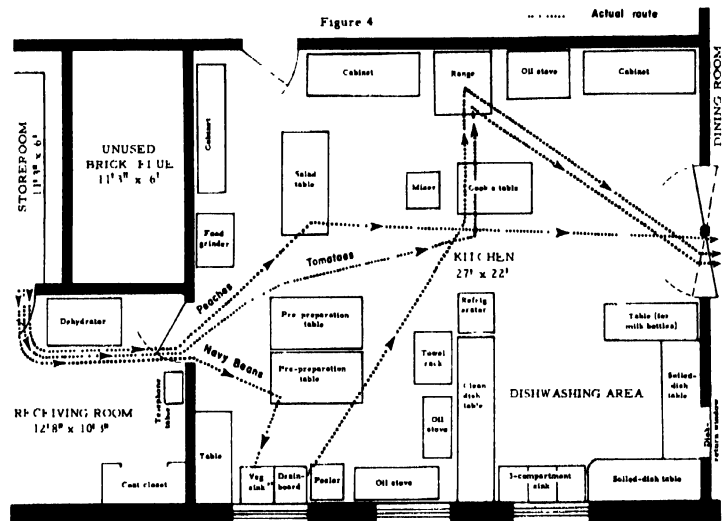 Figure 4
Actual route
DINING ROOM
STOREROOM
11'3" x 6'
UNUSED
BRICK FLUE
11'3" x 6'
Cabinet
Cabinet
Range
Oil stove
Cabinet
Salad
table
Mixer
Cook's table
Food
grinder
Peaches
Tomatoes
KITCHEN
27' x 22'
Dehydrator
Navy Beans
Pre-preparation
table
Pre-preparation
table
Refrig
erator
Table (for
milk bottles)
Towel
rack
Clean
dish
table
DISHWASHING AREA
Soiled-
dish
table
Dish-
return window
RECEIVING ROOM
12'8" x 10'3"
Telephone
table
Oil
stove
Table
Coat closet
Veg
sink
Drain-
board
Peeler
Oil stove
3-compartment
sink
Soiled-dish table